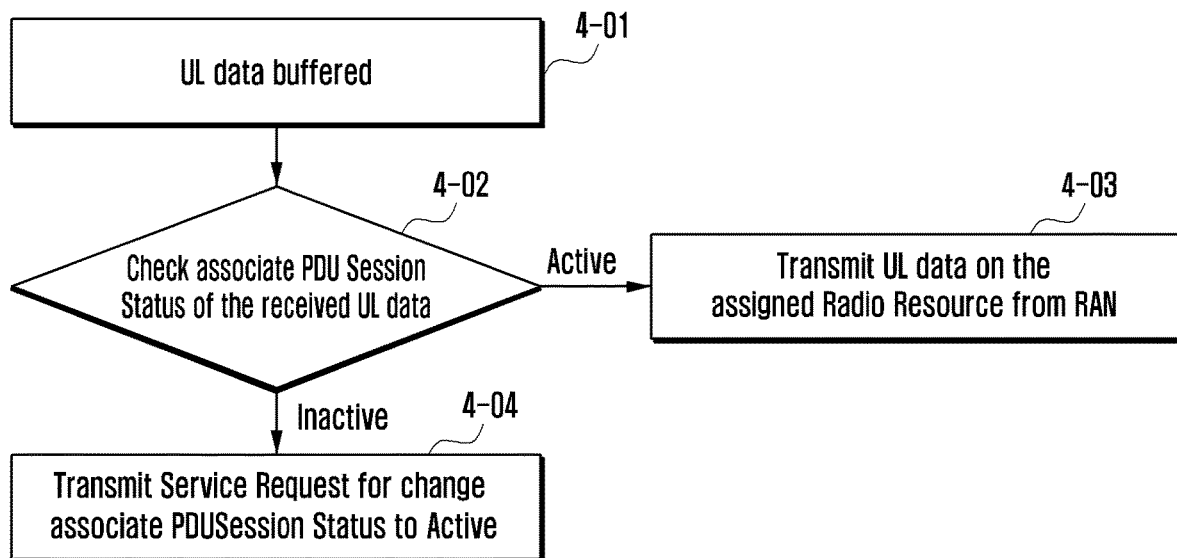 4-01
UL data buffered
4-02
Check associate PDU Session
Status of the received UL data
Active
4-03
Transmit UL data on the
assigned Radio Resource from RAN
Inactive
4-04
Transmit Service Request for change
associate PDUSession Status to Active